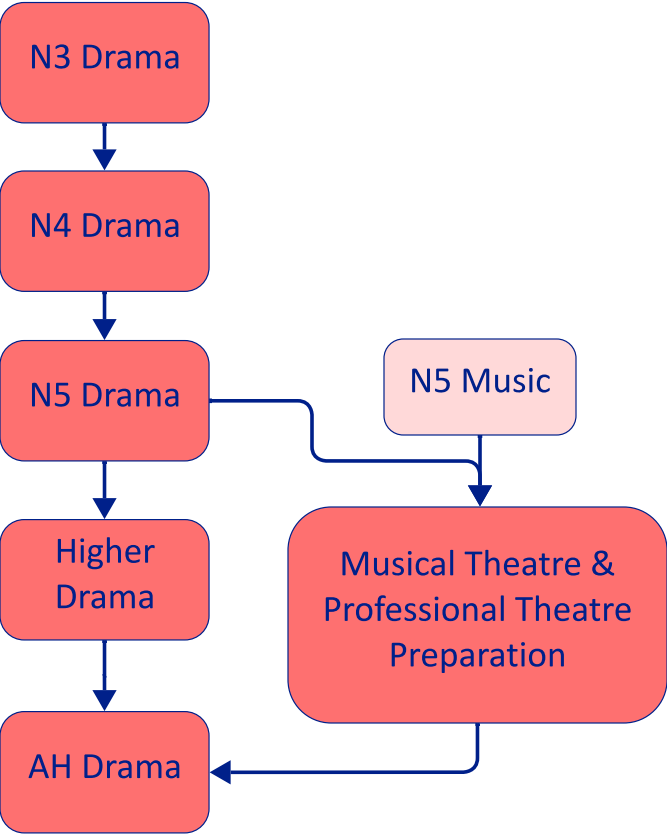 N3 Drama
N4 Drama
N5 Drama
N5 Music
Higher
Drama
Musical Theatre &
Professional Theatre
Preparation
AH Drama